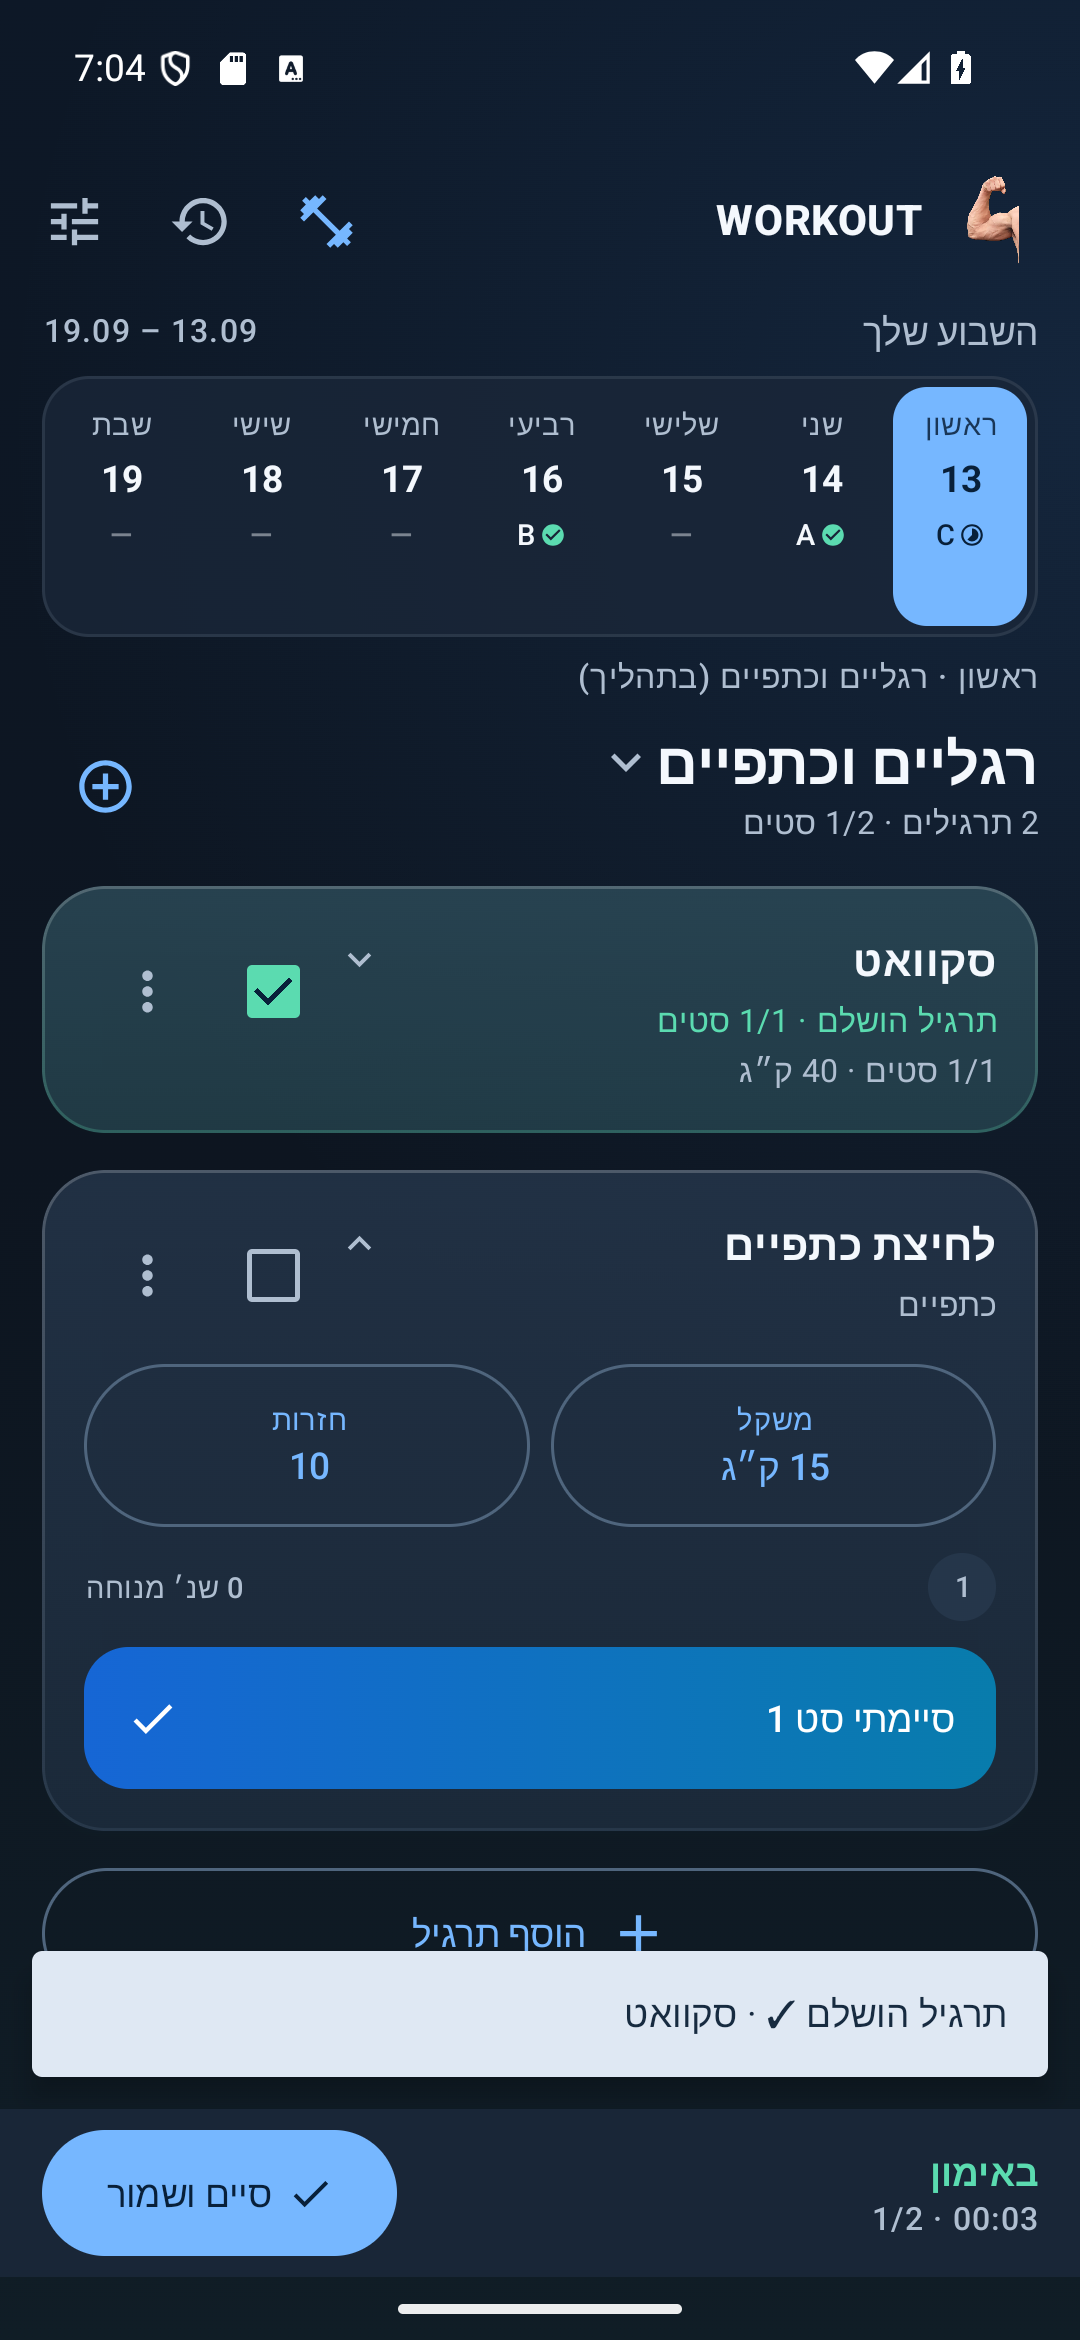 7:04
WORKOUT
השבוע שלך
13.09 – 19.09
ראשון
13
C
שני
14
A
שלישי
15
–
רביעי
16
B
חמישי
17
–
שישי
18
–
שבת
19
–
ראשון · רגליים וכתפיים (בתהליך)
רגליים וכתפיים
2 תרגילים · 1/2 סטים
סקוואט
תרגיל הושלם · 1/1 סטים
1/1 סטים · 40 ק״ג
לחיצת כתפיים
כתפיים
משקל
15 ק״ג
חזרות
10
1
0 שנ׳ מנוחה
סיימתי סט 1
הוסף תרגיל
תרגיל הושלם ✓ · סקוואט
באימון
1/2 · 00:03
סיים ושמור